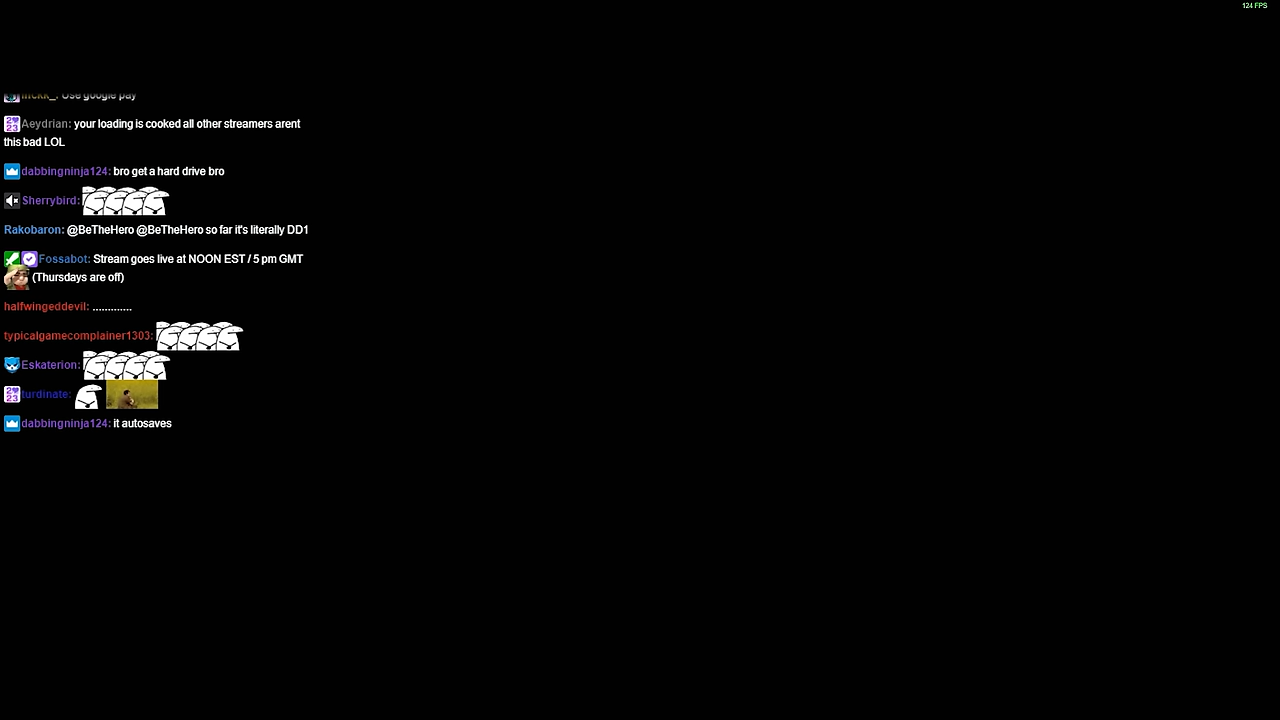 124 FPS
Use google pay
Aeydrian: your loading is cooked all other streamers arent
this bad LOL
dabbingninja124: bro get a hard drive bro
Sherrybird:
Rakobaron: @BeTheHero @BeTheHero so far it's literally DD1
Fossabot: Stream goes live at NOON EST / 5 pm GMT
(Thursdays are off)
halfwingeddevil: .............
typicalgamecomplainer1303:
Eskaterion:
turdinate:
dabbingninja124: it autosaves